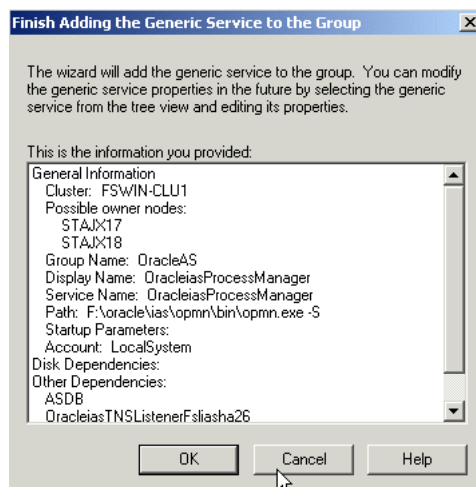 Finish Adding the Generic Service to the Group
The wizard will add the generic service to the group. You can modify
the generic service properties in the future by selecting the generic
service from the tree view and editing its properties.
This is the information you provided:
General Information
Cluster: FSWIN-CLU1
Possible owner nodes:
STAJX17
STAJX18
Group Name: OracleAS
Display Name: OracleiasProcessManager
Service Name: OracleiasProcessManager
Path: F:\oracle\ias\opmn\bin\opmn.exe -S
Startup Parameters:
Account: LocalSystem
Disk Dependencies:
Other Dependencies:
ASDB
OracleiasTNSListenerFsliasha26
OK Cancel Help